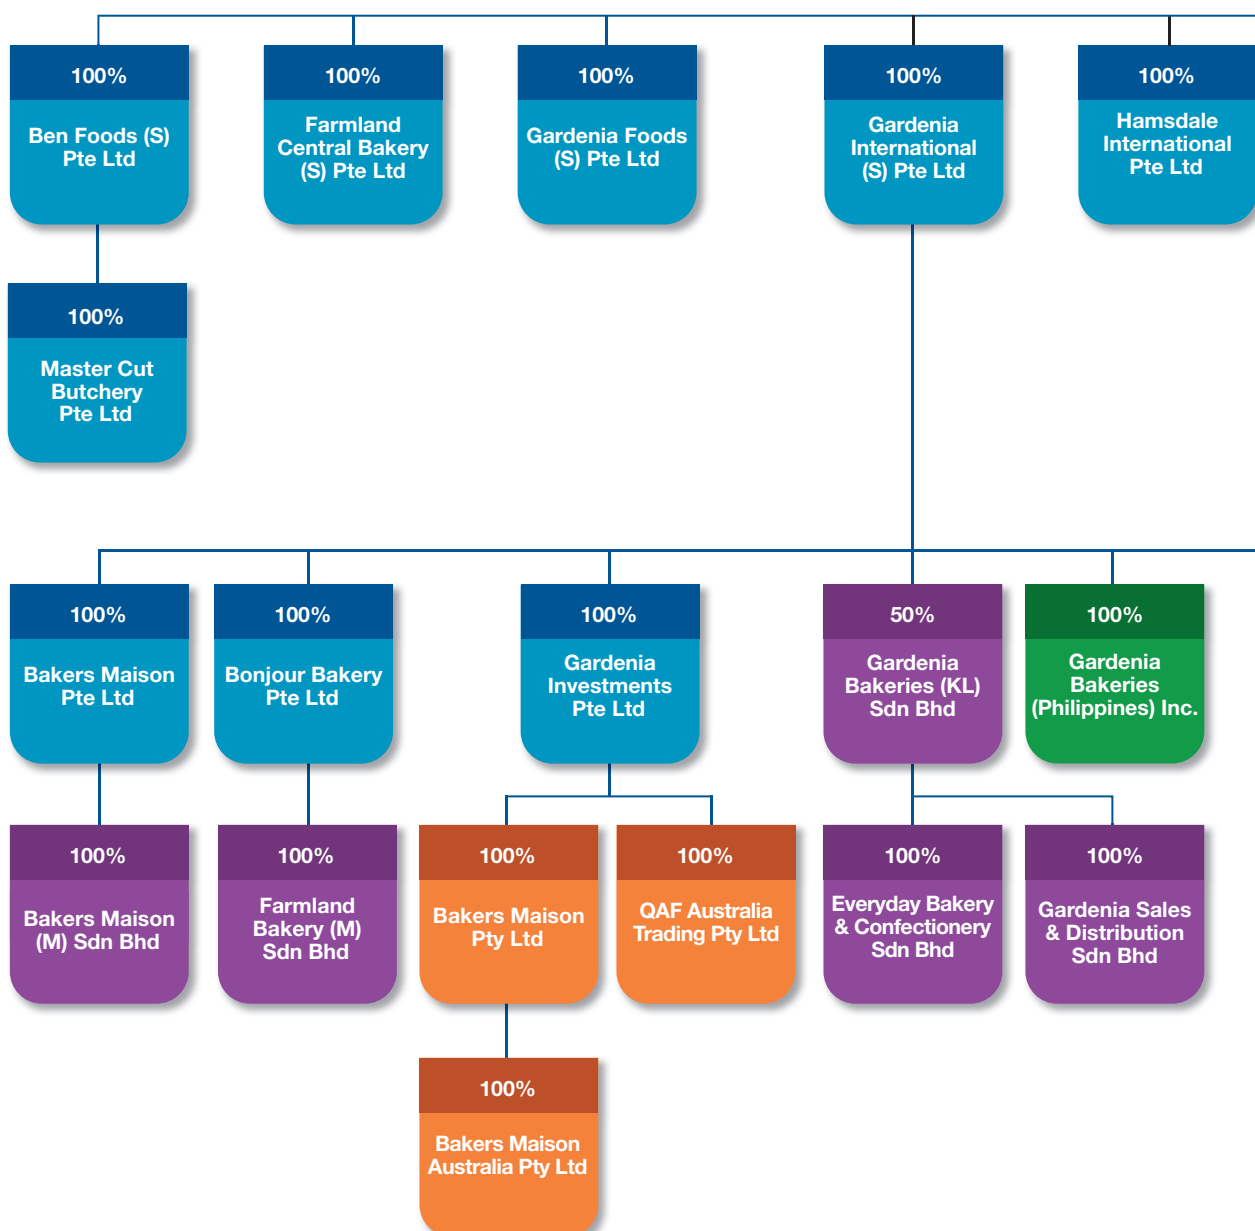 100%
Ben Foods (S)
Pte Ltd
100%
Farmland
Central Bakery
(S) Pte Ltd
100%
Gardenia Foods
(S) Pte Ltd
100%
Gardenia
International
(S) Pte Ltd
100%
Hamsdale
International
Pte Ltd
100%
Master Cut
Butchery
Pte Ltd
100%
Bakers Maison
Pte Ltd
100%
Bonjour Bakery
Pte Ltd
100%
Gardenia
Investments
Pte Ltd
50%
Gardenia
Bakeries (KL)
Sdn Bhd
100%
Gardenia
Bakeries
(Philippines) Inc.
100%
Bakers Maison
(M) Sdn Bhd
100%
Farmland
Bakery (M)
Sdn Bhd
100%
Bakers Maison
Pty Ltd
100%
QAF Australia
Trading Pty Ltd
100%
Everyday Bakery
& Confectionery
Sdn Bhd
100%
Gardenia Sales
& Distribution
Sdn Bhd
100%
Bakers Maison
Australia Pty Ltd